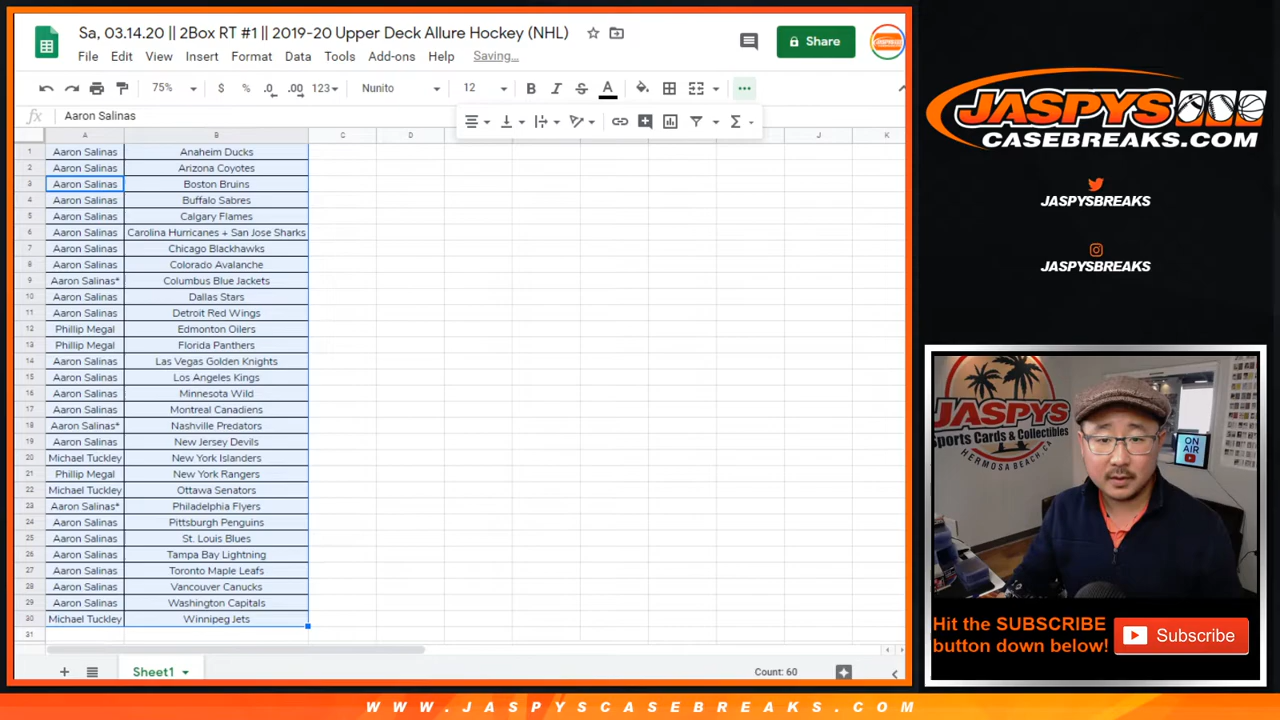 Sa, 03.14.20 || 2Box RT #1 || 2019-20 Upper Deck Allure Hockey (NHL)
File Edit View Insert Format Data Tools Add-ons Help Saving…
Share
75% $ % .0 .00 123 Nunito 12 B I S A
fx Aaron Salinas
A B C D J K
1 Aaron Salinas Anaheim Ducks
2 Aaron Salinas Arizona Coyotes
3 Aaron Salinas Boston Bruins
4 Aaron Salinas Buffalo Sabres
5 Aaron Salinas Calgary Flames
6 Aaron Salinas Carolina Hurricanes + San Jose Sharks
7 Aaron Salinas Chicago Blackhawks
8 Aaron Salinas Colorado Avalanche
9 Aaron Salinas* Columbus Blue Jackets
10 Aaron Salinas Dallas Stars
11 Aaron Salinas Detroit Red Wings
12 Phillip Megal Edmonton Oilers
13 Phillip Megal Florida Panthers
14 Aaron Salinas Las Vegas Golden Knights
15 Aaron Salinas Los Angeles Kings
16 Aaron Salinas Minnesota Wild
17 Aaron Salinas Montreal Canadiens
18 Aaron Salinas* Nashville Predators
19 Aaron Salinas New Jersey Devils
20 Michael Tuckley New York Islanders
21 Phillip Megal New York Rangers
22 Michael Tuckley Ottawa Senators
23 Aaron Salinas* Philadelphia Flyers
24 Aaron Salinas Pittsburgh Penguins
25 Aaron Salinas St. Louis Blues
26 Aaron Salinas Tampa Bay Lightning
27 Aaron Salinas Toronto Maple Leafs
28 Aaron Salinas Vancouver Canucks
29 Aaron Salinas Washington Capitals
30 Michael Tuckley Winnipeg Jets
31
Sheet1 Count: 60
JASPYS
CASEBREAKS.COM
JASPYSBREAKS
JASPYSBREAKS
JASPYS
Sports Cards & Collectibles
HERMOSA BEACH, CA
ON
AIR
Hit the SUBSCRIBE
button down below!
Subscribe
WWW.JASPYSCASEBREAKS.COM